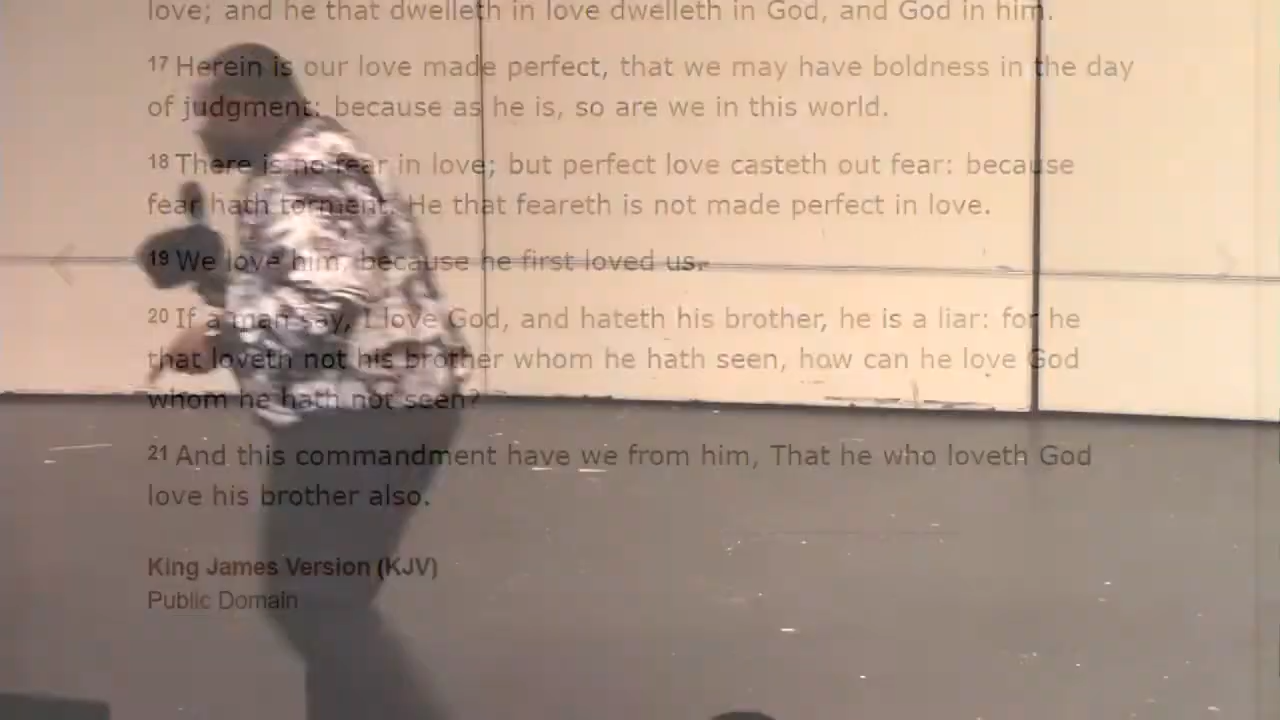 love; and he that dwelleth in love dwelleth in God, and God in him.
17 Herein is our love made perfect, that we may have boldness in the day
of judgment: because as he is, so are we in this world.
18 There is no fear in love; but perfect love casteth out fear: because
fear hath torment. He that feareth is not made perfect in love.
19 We love him, because he first loved us.
20 If a man say, I love God, and hateth his brother, he is a liar: for he
that loveth not his brother whom he hath seen, how can he love God
whom he hath not seen?
21 And this commandment have we from him, That he who loveth God
love his brother also.
King James Version (KJV)
Public Domain